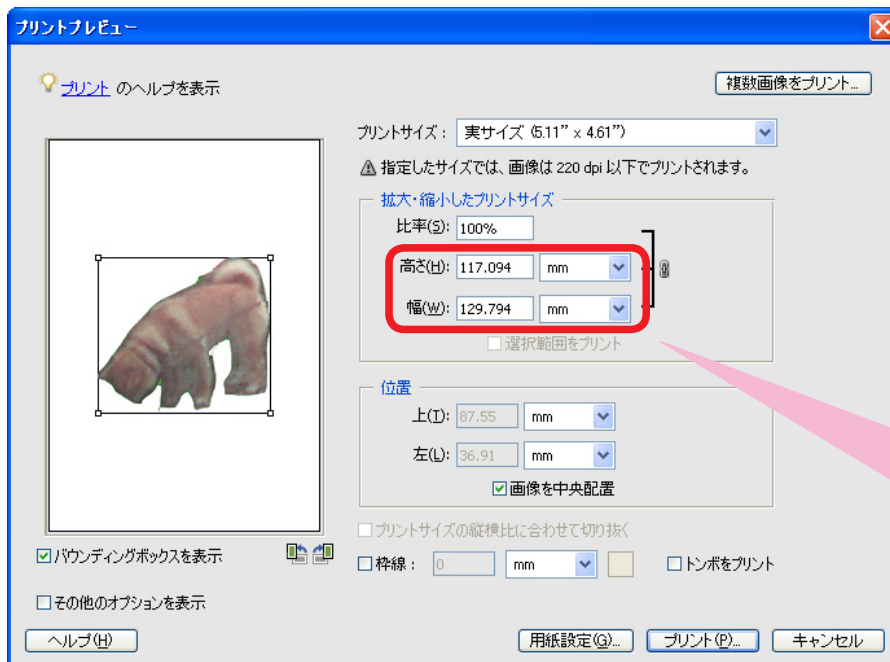 プリントプレビュー
プリント のヘルプを表示
複数画像をプリント...
プリントサイズ： 実サイズ (5.11” x 4.61”)
指定したサイズでは、画像は 220 dpi 以下でプリントされます。
拡大・縮小したプリントサイズ
比率(S): 100%
高さ(H): 117.094 mm
幅(W): 129.794 mm
選択範囲をプリント
位置
上(T): 87.55 mm
左(L): 36.91 mm
画像を中央配置
プリントサイズの縦横比に合わせて切り抜く
バウンディングボックスを表示
枠線： 0 mm トンボをプリント
その他のオプションを表示
ヘルプ(H) 用紙設定(G)... プリント(P)... キャンセル